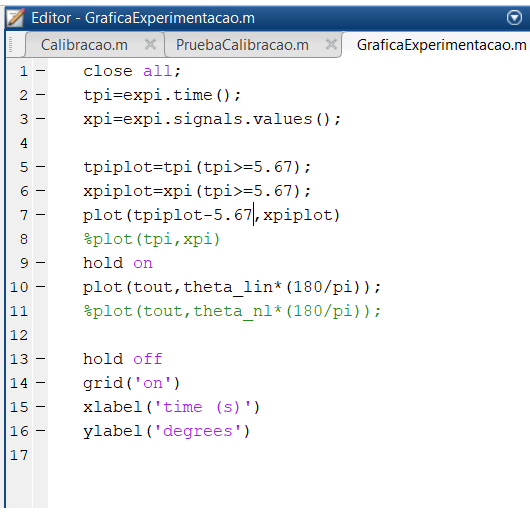 Editor - GraficaExperimentacao.m
Calibracao.m PruebaCalibracao.m GraficaExperimentacao.m
1 close all;
2 tpi=expi.time();
3 xpi=expi.signals.values();
4
5 tpiplot=tpi(tpi>=5.67);
6 xpiplot=xpi(tpi>=5.67);
7 plot(tpiplot-5.67,xpiplot)
8 %plot(tpi,xpi)
9 hold on
10 plot(tout,theta_lin*(180/pi));
11 %plot(tout,theta_nl*(180/pi));
12
13 hold off
14 grid('on')
15 xlabel('time (s)')
16 ylabel('degrees')
17